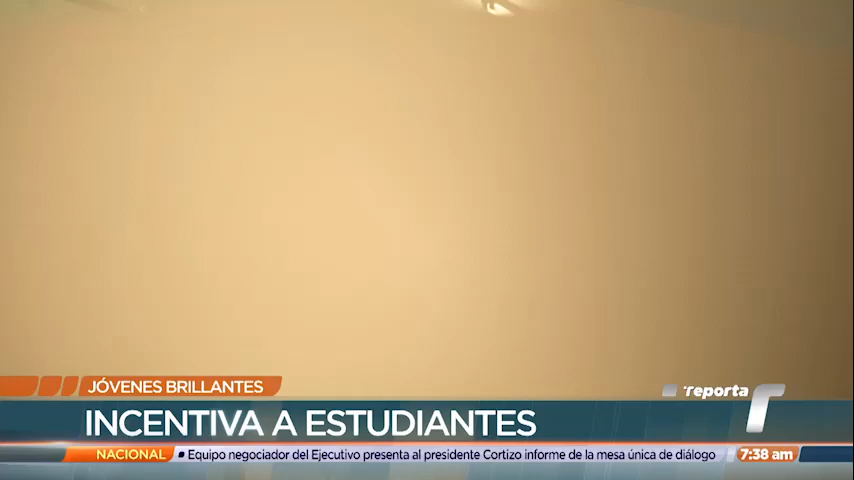 JÓVENES BRILLANTES
Treporta
INCENTIVA A ESTUDIANTES
NACIONAL
Equipo negociador del Ejecutivo presenta al presidente Cortizo informe de la mesa única de diálogo
7:38 am